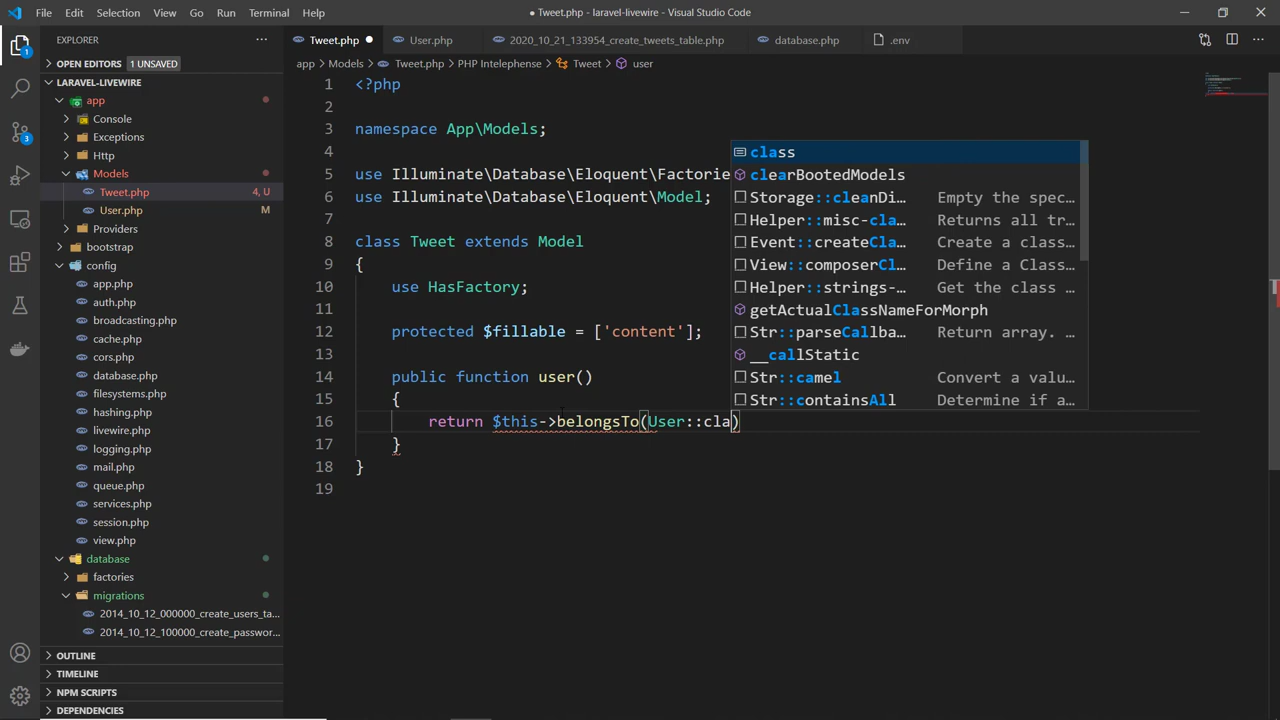 File Edit Selection View Go Run Terminal Help
● Tweet.php - laravel-livewire - Visual Studio Code
EXPLORER
Tweet.php
User.php
2020_10_21_133954_create_tweets_table.php
database.php
.env
1
OPEN EDITORS 1 UNSAVED
app > Models > Tweet.php > PHP Intelephense > Tweet > user
LARAVEL-LIVEWIRE
app
Console
Exceptions
Http
Models
Tweet.php 4, U
User.php M
Providers
bootstrap
config
app.php
auth.php
broadcasting.php
cache.php
cors.php
database.php
filesystems.php
hashing.php
livewire.php
logging.php
mail.php
queue.php
services.php
session.php
view.php
database
factories
migrations
2014_10_12_000000_create_users_ta...
2014_10_12_100000_create_passwor...
OUTLINE
TIMELINE
NPM SCRIPTS
DEPENDENCIES
3
1 <?php
2
3 namespace App\Models;
4
5 use Illuminate\Database\Eloquent\Factorie
6 use Illuminate\Database\Eloquent\Model;
7
8 class Tweet extends Model
9 {
10 use HasFactory;
11
12 protected $fillable = ['content'];
13
14 public function user()
15 {
16 return $this->belongsTo(User::cla)
17 }
18 }
19
class
clearBootedModels
Storage::cleanDi... Empty the spec...
Helper::misc-cla... Returns all tr...
Event::createCla... Create a class...
View::composerCl... Define a Class...
Helper::strings-... Get the class ...
getActualClassNameForMorph
Str::parseCallba... Return array. ...
__callStatic
Str::camel Convert a valu...
Str::containsAll Determine if a...